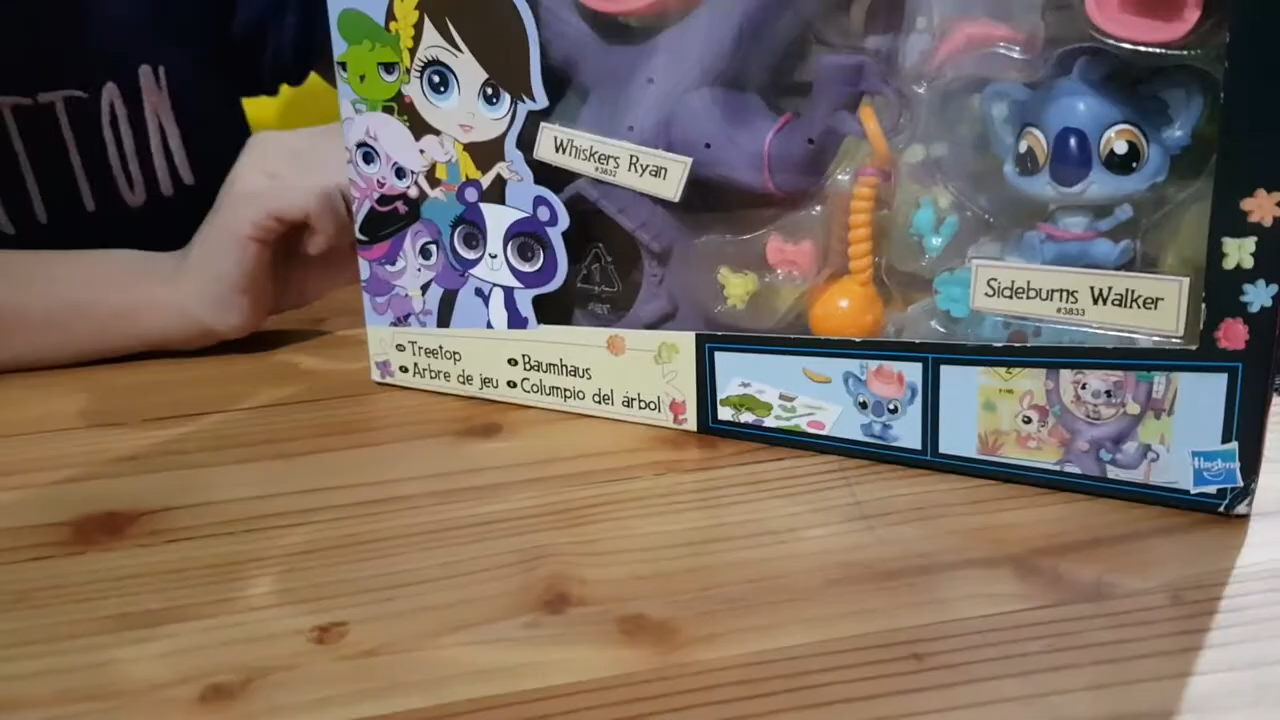 TTON
Whiskers Ryan
#3832
Sideburns Walker
#3833
Treetop
Arbre de jeu
Baumhaus
Columpio del árbol
Hasbro